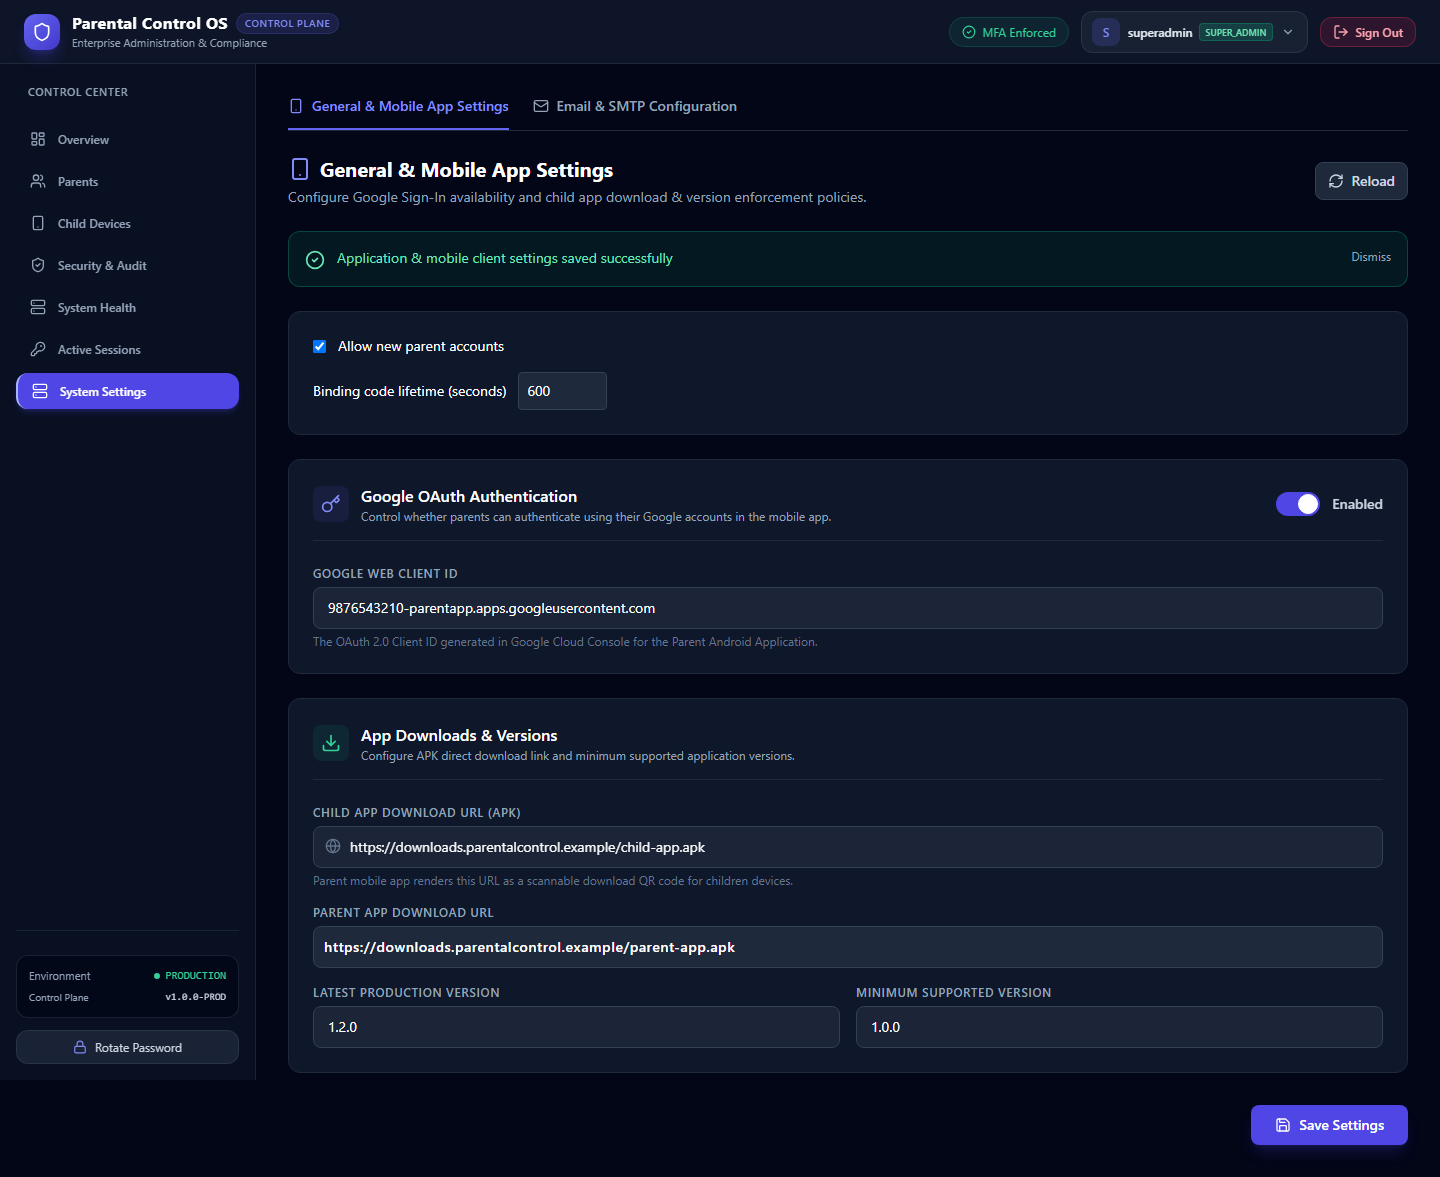 Parental Control OS
CONTROL PLANE
Enterprise Administration & Compliance
MFA Enforced
S
superadmin
SUPER_ADMIN
Sign Out
CONTROL CENTER
Overview
Parents
Child Devices
Security & Audit
System Health
Active Sessions
System Settings
Environment
PRODUCTION
Control Plane
v1.0.0-PROD
Rotate Password
General & Mobile App Settings
Email & SMTP Configuration
General & Mobile App Settings
Configure Google Sign-In availability and child app download & version enforcement policies.
Reload
Application & mobile client settings saved successfully
Dismiss
Allow new parent accounts
Binding code lifetime (seconds)
600
Google OAuth Authentication
Control whether parents can authenticate using their Google accounts in the mobile app.
Enabled
GOOGLE WEB CLIENT ID
9876543210-parentapp.apps.googleusercontent.com
The OAuth 2.0 Client ID generated in Google Cloud Console for the Parent Android Application.
App Downloads & Versions
Configure APK direct download link and minimum supported application versions.
CHILD APP DOWNLOAD URL (APK)
https://downloads.parentalcontrol.example/child-app.apk
Parent mobile app renders this URL as a scannable download QR code for children devices.
PARENT APP DOWNLOAD URL
https://downloads.parentalcontrol.example/parent-app.apk
LATEST PRODUCTION VERSION
1.2.0
MINIMUM SUPPORTED VERSION
1.0.0
Save Settings